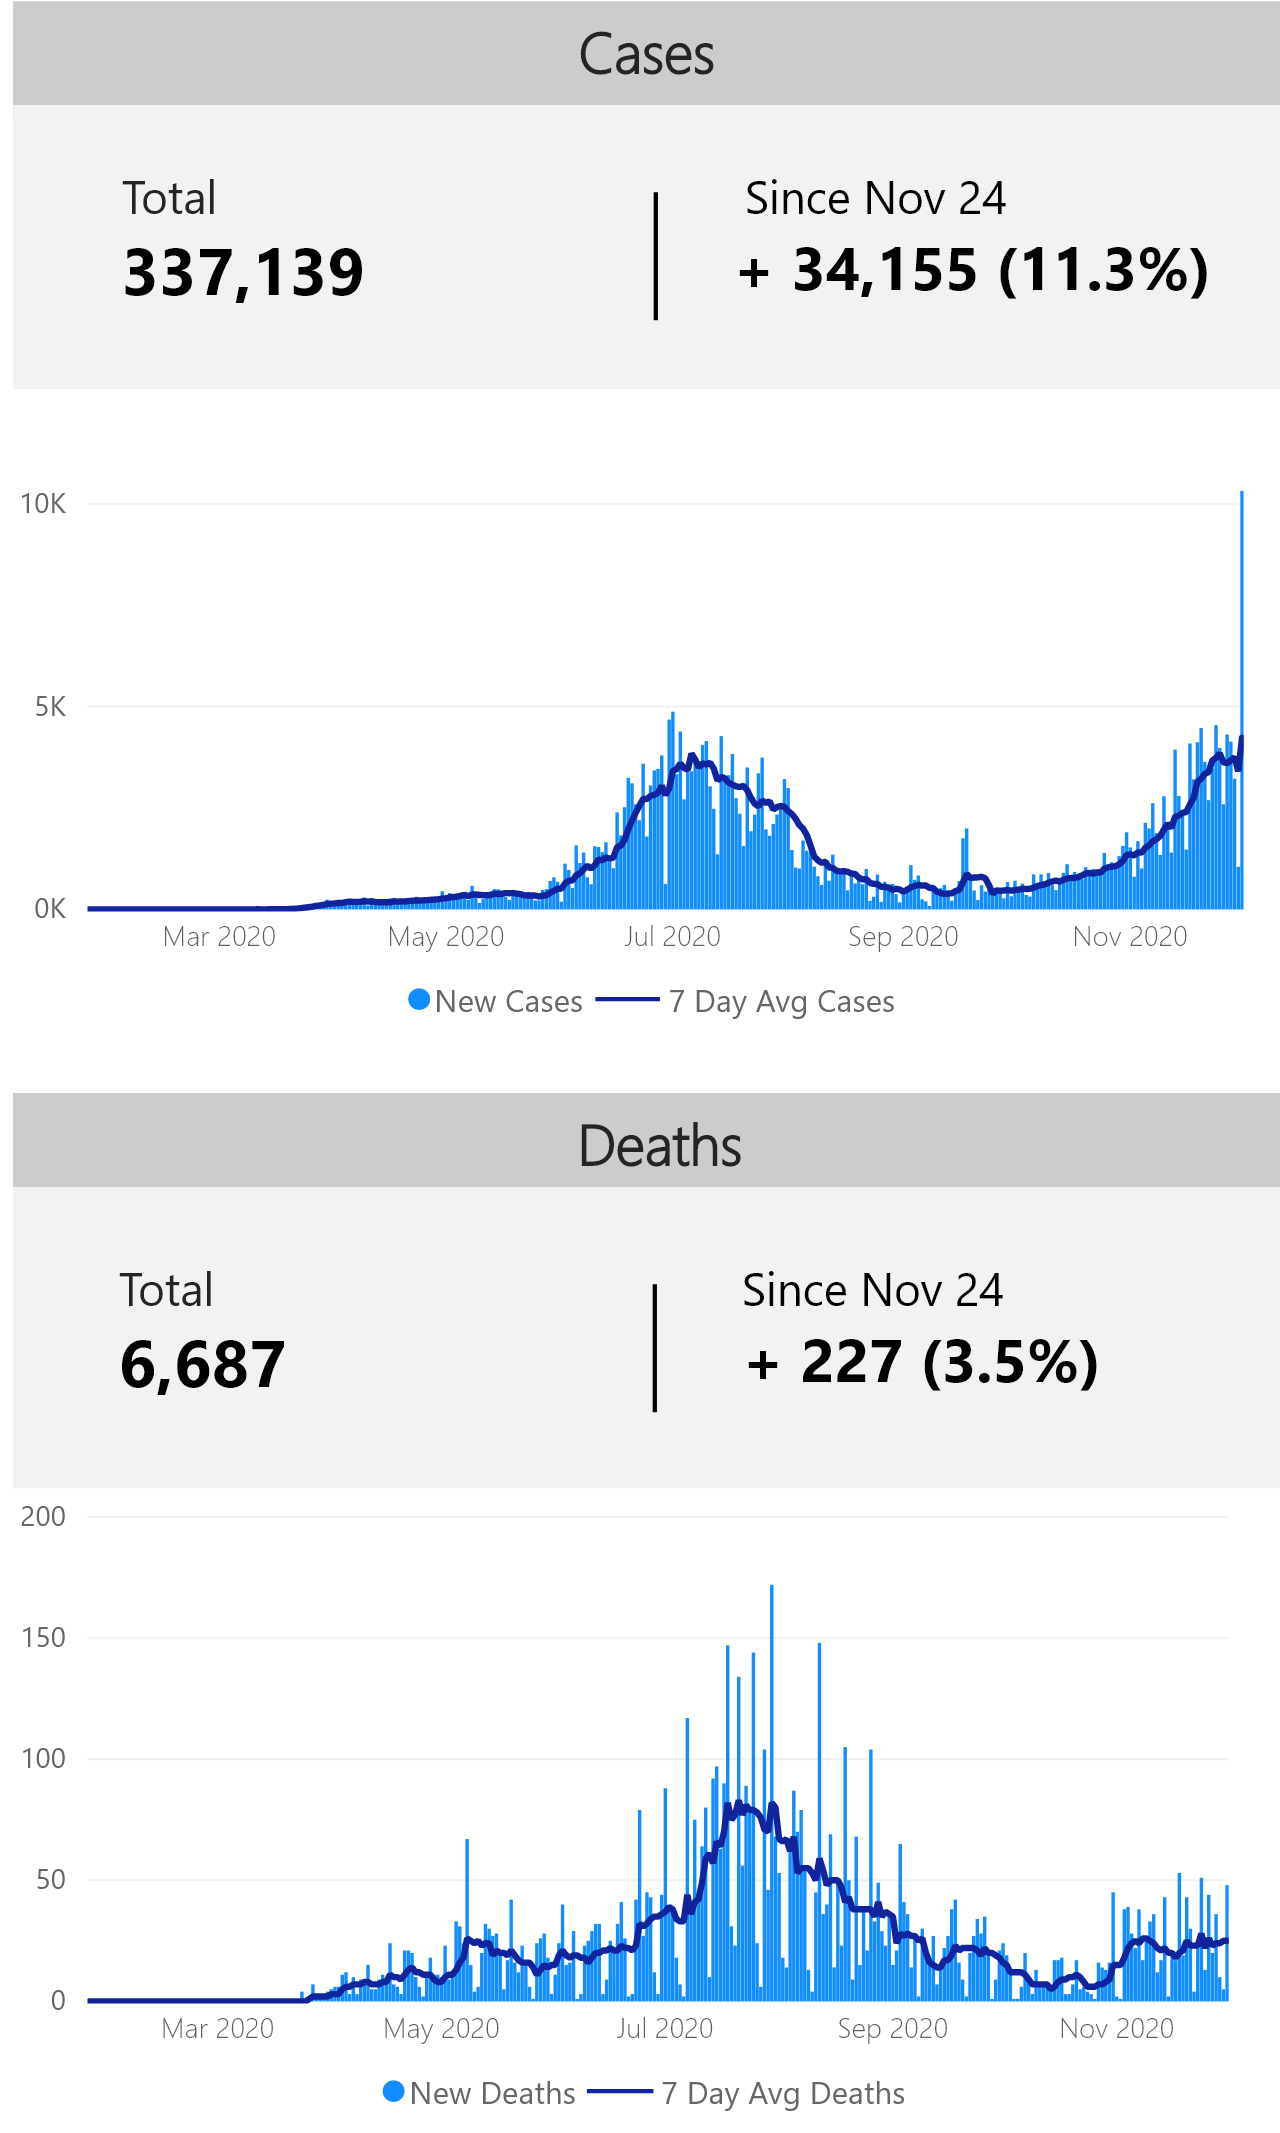 Cases
Total
Since Nov 24
337,139
+ 34,155 (11.3%)
10K
5K
0K
Mar 2020 May 2020 Jul 2020 Sep 2020 Nov 2020
New Cases 7 Day Avg Cases
Deaths
Total
Since Nov 24
6,687
+ 227 (3.5%)
200
150
100
50
0
Mar 2020 May 2020 Jul 2020 Sep 2020 Nov 2020
New Deaths 7 Day Avg Deaths